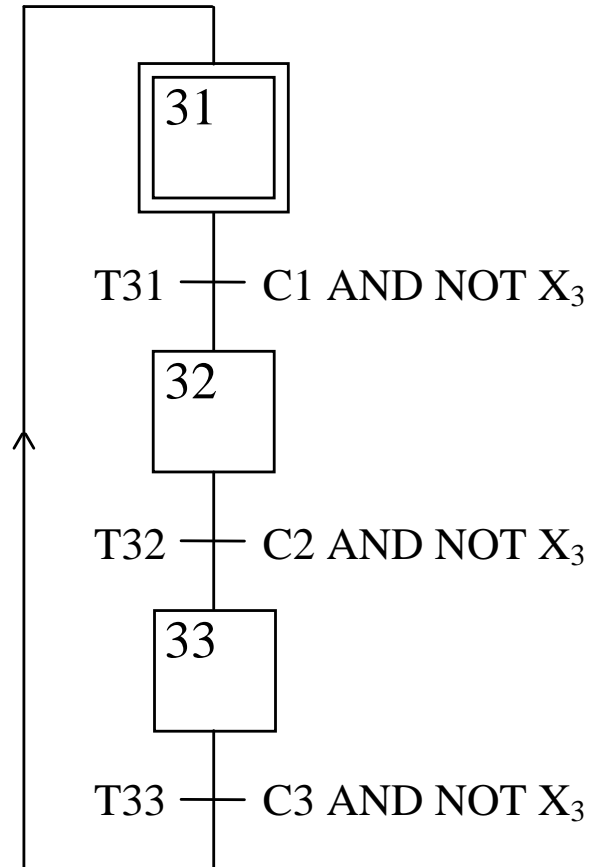 31
T31 C1 AND NOT X₃
32
T32 C2 AND NOT X₃
33
T33 C3 AND NOT X₃